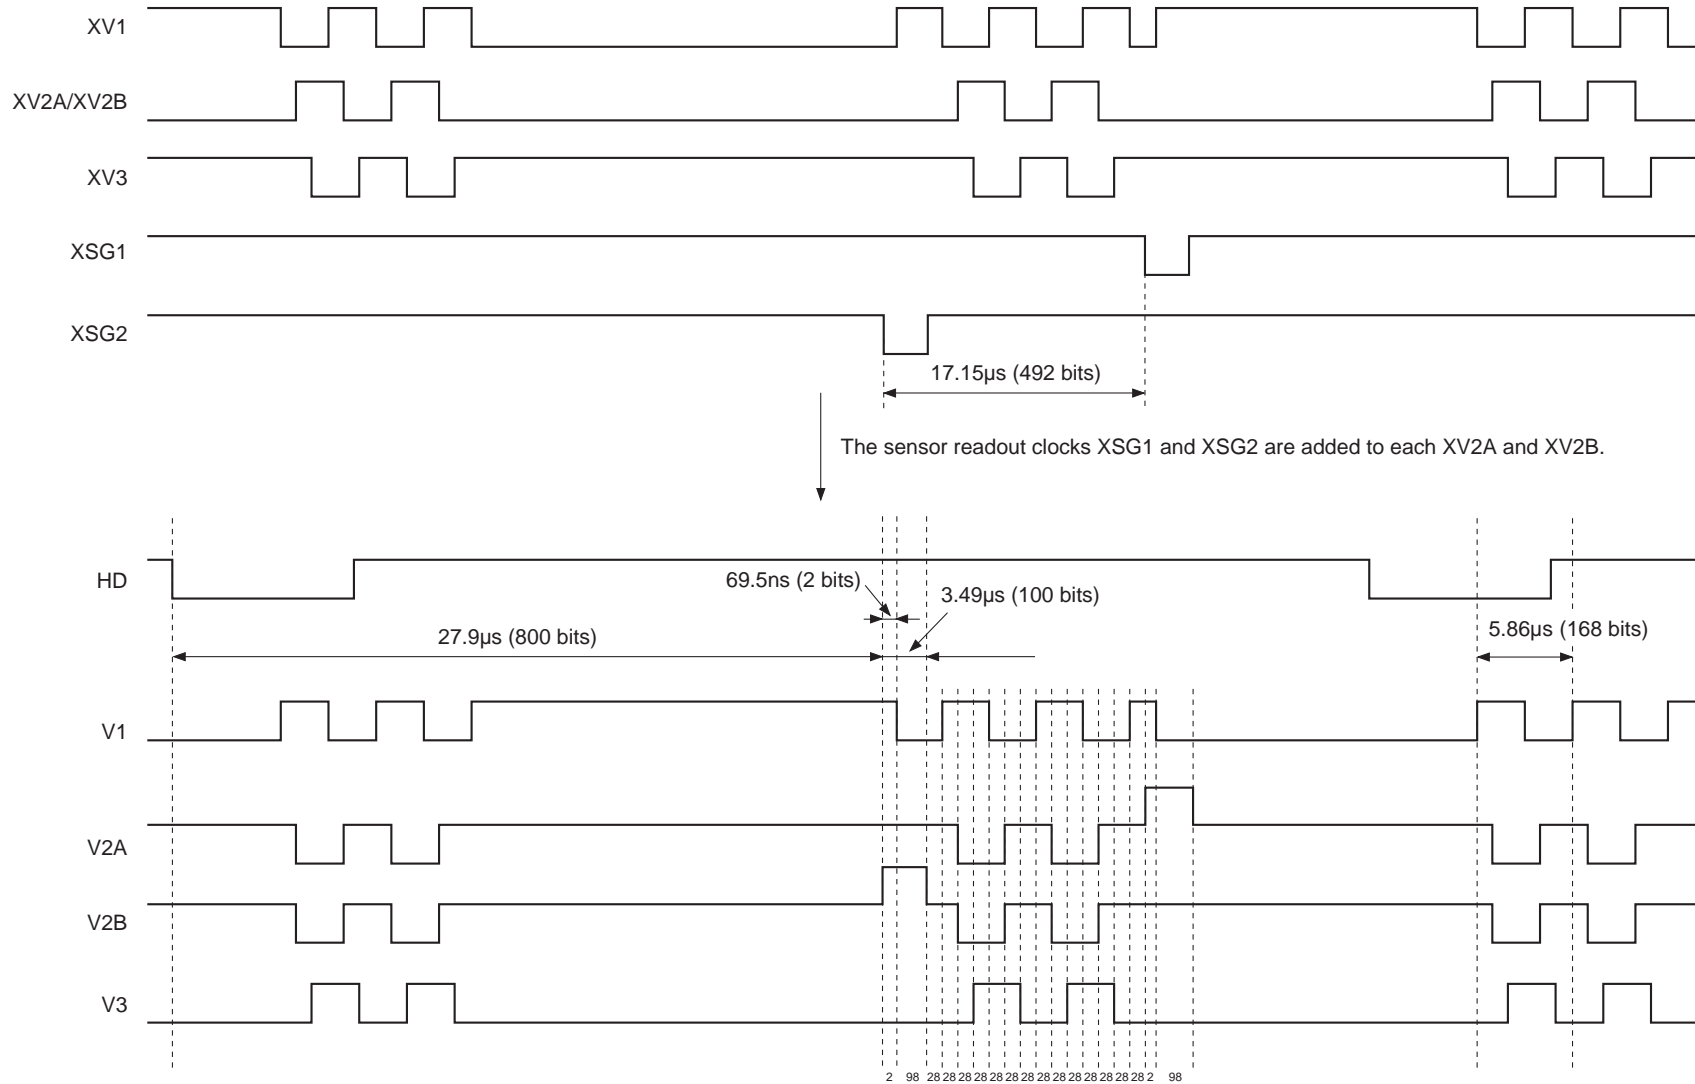 XV1
XV2A/XV2B
XV3
XSG1
XSG2
17.15µs (492 bits)
The sensor readout clocks XSG1 and XSG2 are added to each XV2A and XV2B.
HD
69.5ns (2 bits)
3.49µs (100 bits)
27.9µs (800 bits)
5.86µs (168 bits)
V1
V2A
V2B
V3
2 98 28 28 28 28 28 28 28 28 28 28 28 28 28 28 2 98